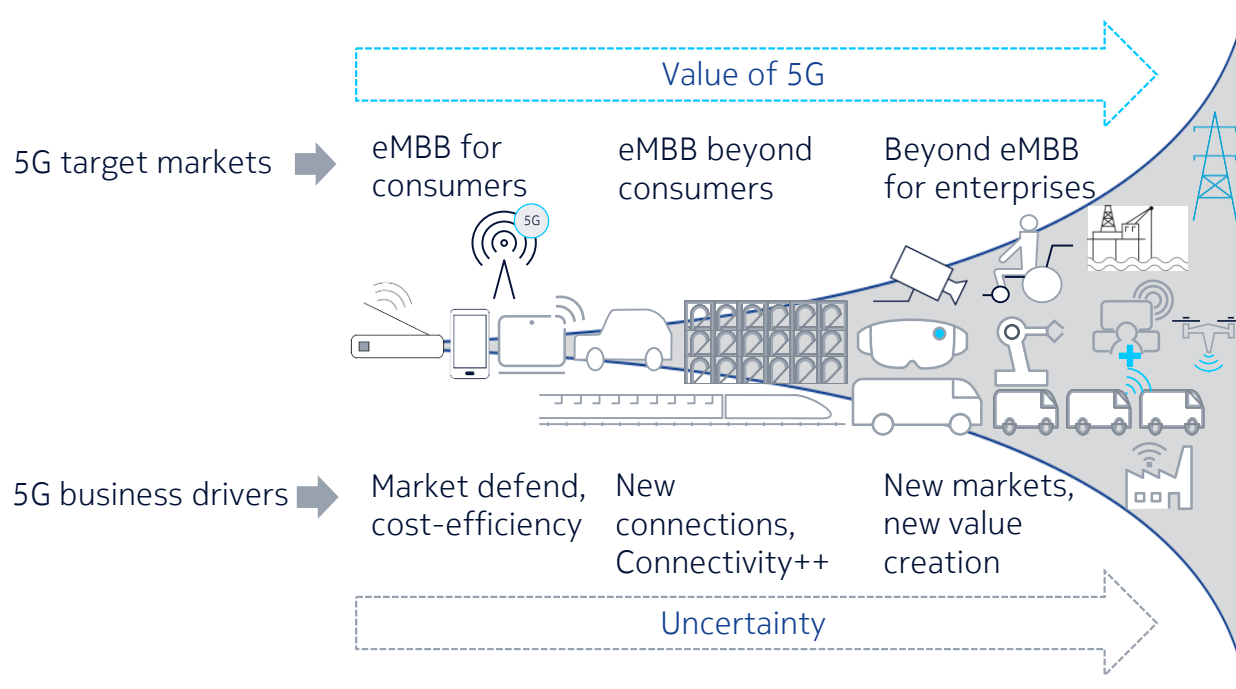 Value of 5G
5G target markets
eMBB for
consumers
eMBB beyond
consumers
Beyond eMBB
for enterprises
5G
5G business drivers
Market defend,
cost-efficiency
New
connections,
Connectivity++
New markets,
new value
creation
Uncertainty